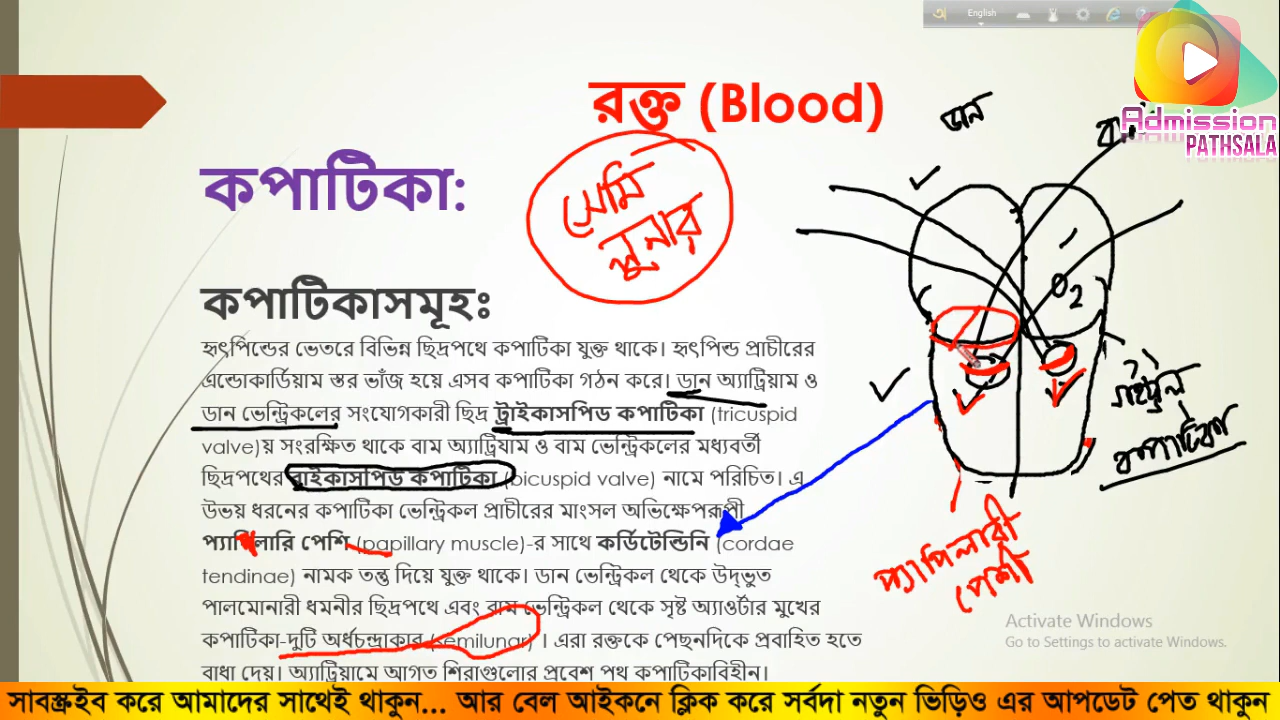 English
Admission
PATHSALA
রক্ত (Blood)
ডান
কপাটিকা:
সেমি
লুনার
কপাটিকাসমূহঃ
O2
হৃৎপিন্ডের ভেতরে বিভিন্ন ছিদ্রপথে কপাটিকা যুক্ত থাকে। হৃৎপিন্ড প্রাচীরের
এন্ডোকার্ডিয়াম স্তর ভাঁজ হয়ে এসব কপাটিকা গঠন করে। ডান অ্যাট্রিয়াম ও
ডান ভেন্ট্রিকলের সংযোগকারী ছিদ্র ট্রাইকাসপিড কপাটিকা (tricuspid
valve)য় সংরক্ষিত থাকে বাম অ্যাট্রিয়াম ও বাম ভেন্ট্রিকলের মধ্যবর্তী
ছিদ্রপথের বাইকাসপিড কপাটিকা (bicuspid valve) নামে পরিচিত। এ
উভয় ধরনের কপাটিকা ভেন্ট্রিকল প্রাচীরের মাংসল অভিক্ষেপরূপী
প্যাপিলারি পেশি (papillary muscle)-র সাথে কর্ডিটেন্ডিনি (cordae
tendinae) নামক তন্তু দিয়ে যুক্ত থাকে। ডান ভেন্ট্রিকল থেকে উদ্ভুত
পালমোনারী ধমনীর ছিদ্রপথে এবং বাম ভেন্ট্রিকল থেকে সৃষ্ট অ্যাওর্টার মুখের
কপাটিকা-দুটি অর্ধচন্দ্রাকার (semilunar) । এরা রক্তকে পেছনদিকে প্রবাহিত হতে
বাধা দেয়। অ্যাট্রিয়ামে আগত শিরাগুলোর প্রবেশ পথ কপাটিকাবিহীন।
কপাটিকা
প্যাপিলারী
পেশী
Activate Windows
Go to Settings to activate Windows.
সাবস্ক্রইব করে আমাদের সাথেই থাকুন... আর বেল আইকনে ক্লিক করে সর্বদা নতুন ভিড়িও এর আপডেট পেত থাকুন